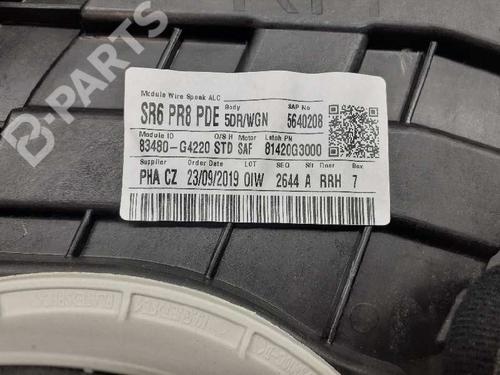 B-PARTS
Module Wire Speak ALC
SR6 PR8 PDE
Body
5DR/WGN
SAP No
5640208
Module ID
O/S H Motor
Latch PN
83480-G4220 STD SAF 81420G3000
Supplier Order Date LOT SEQ Str Door
PHA CZ 23/09/2019 OIW 2644 A RRH 7